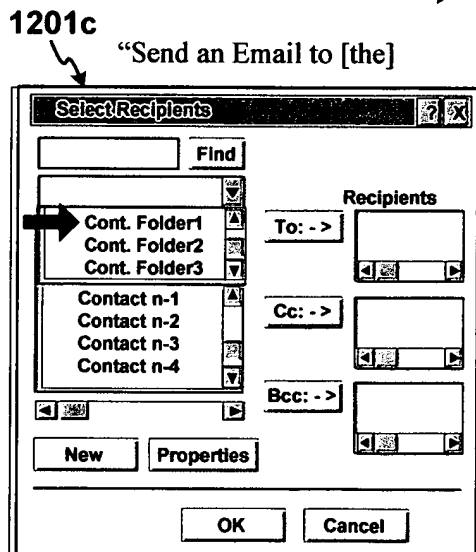 1201c
“Send an Email to [the]
Select Recipients ? X
Find
Recipients
Cont. Folder1
Cont. Folder2
Cont. Folder3
To: - >
Contact n-1
Contact n-2
Contact n-3
Contact n-4
Cc: - >
Bcc: - >
New Properties
OK Cancel